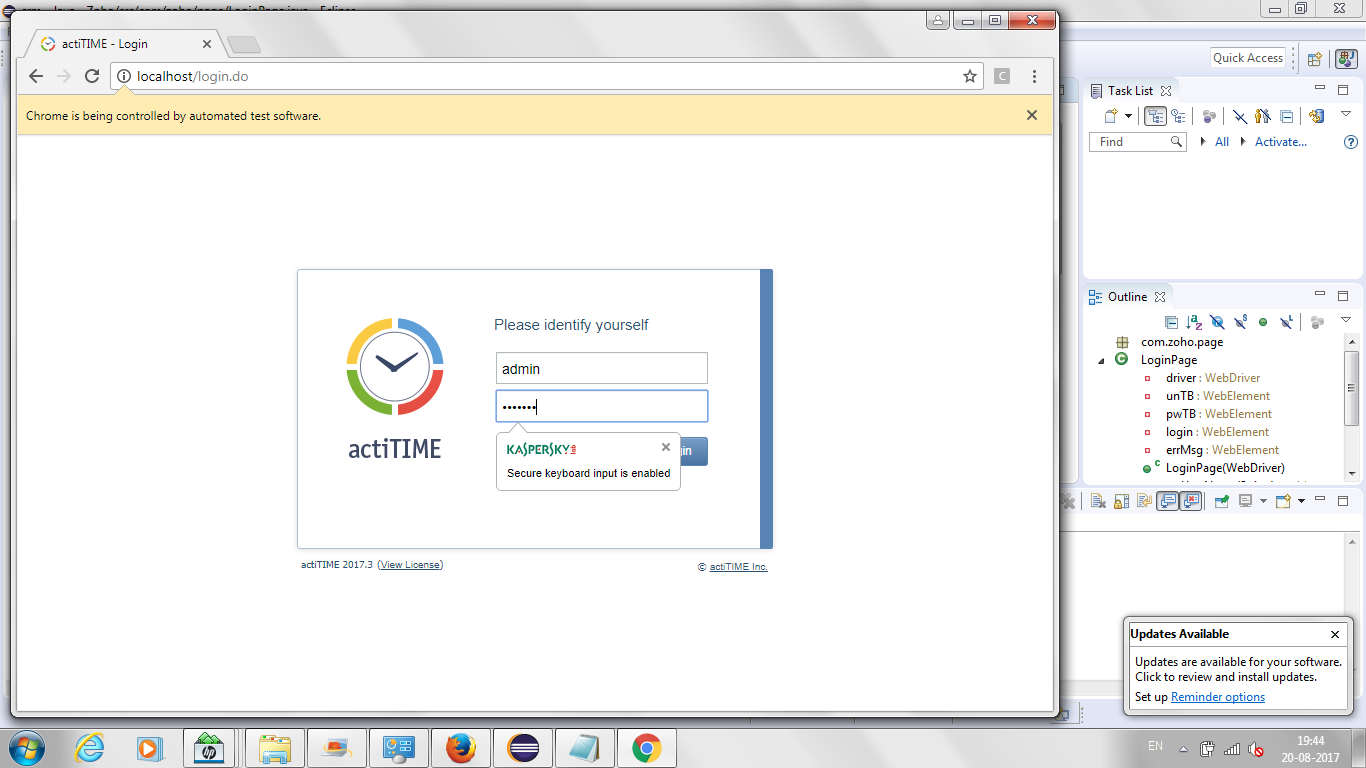 actiTIME - Login
localhost/login.do
C
Chrome is being controlled by automated test software.
Please identify yourself
admin
•••••••
actiTIME
KASPERSKY
Secure keyboard input is enabled
actiTIME 2017.3 (View License)
© actiTIME Inc.
Quick Access
Task List
Find
All
Activate...
Outline
com.zoho.page
LoginPage
driver : WebDriver
unTB : WebElement
pwTB : WebElement
login : WebElement
errMsg : WebElement
LoginPage(WebDriver)
Updates Available
Updates are available for your software.
Click to review and install updates.
Set up Reminder options
EN
19:44
20-08-2017